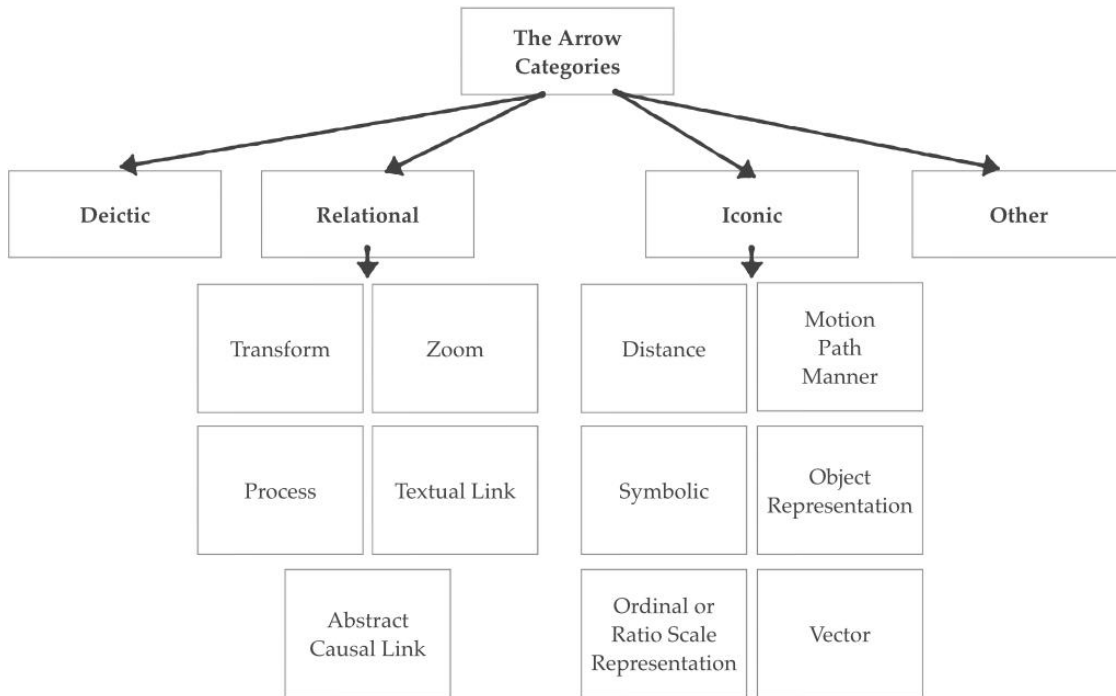 The Arrow
Categories
Deictic
Relational
Iconic
Other
Transform
Zoom
Distance
Motion
Path
Manner
Process
Textual Link
Symbolic
Object
Representation
Abstract
Causal Link
Ordinal or
Ratio Scale
Representation
Vector